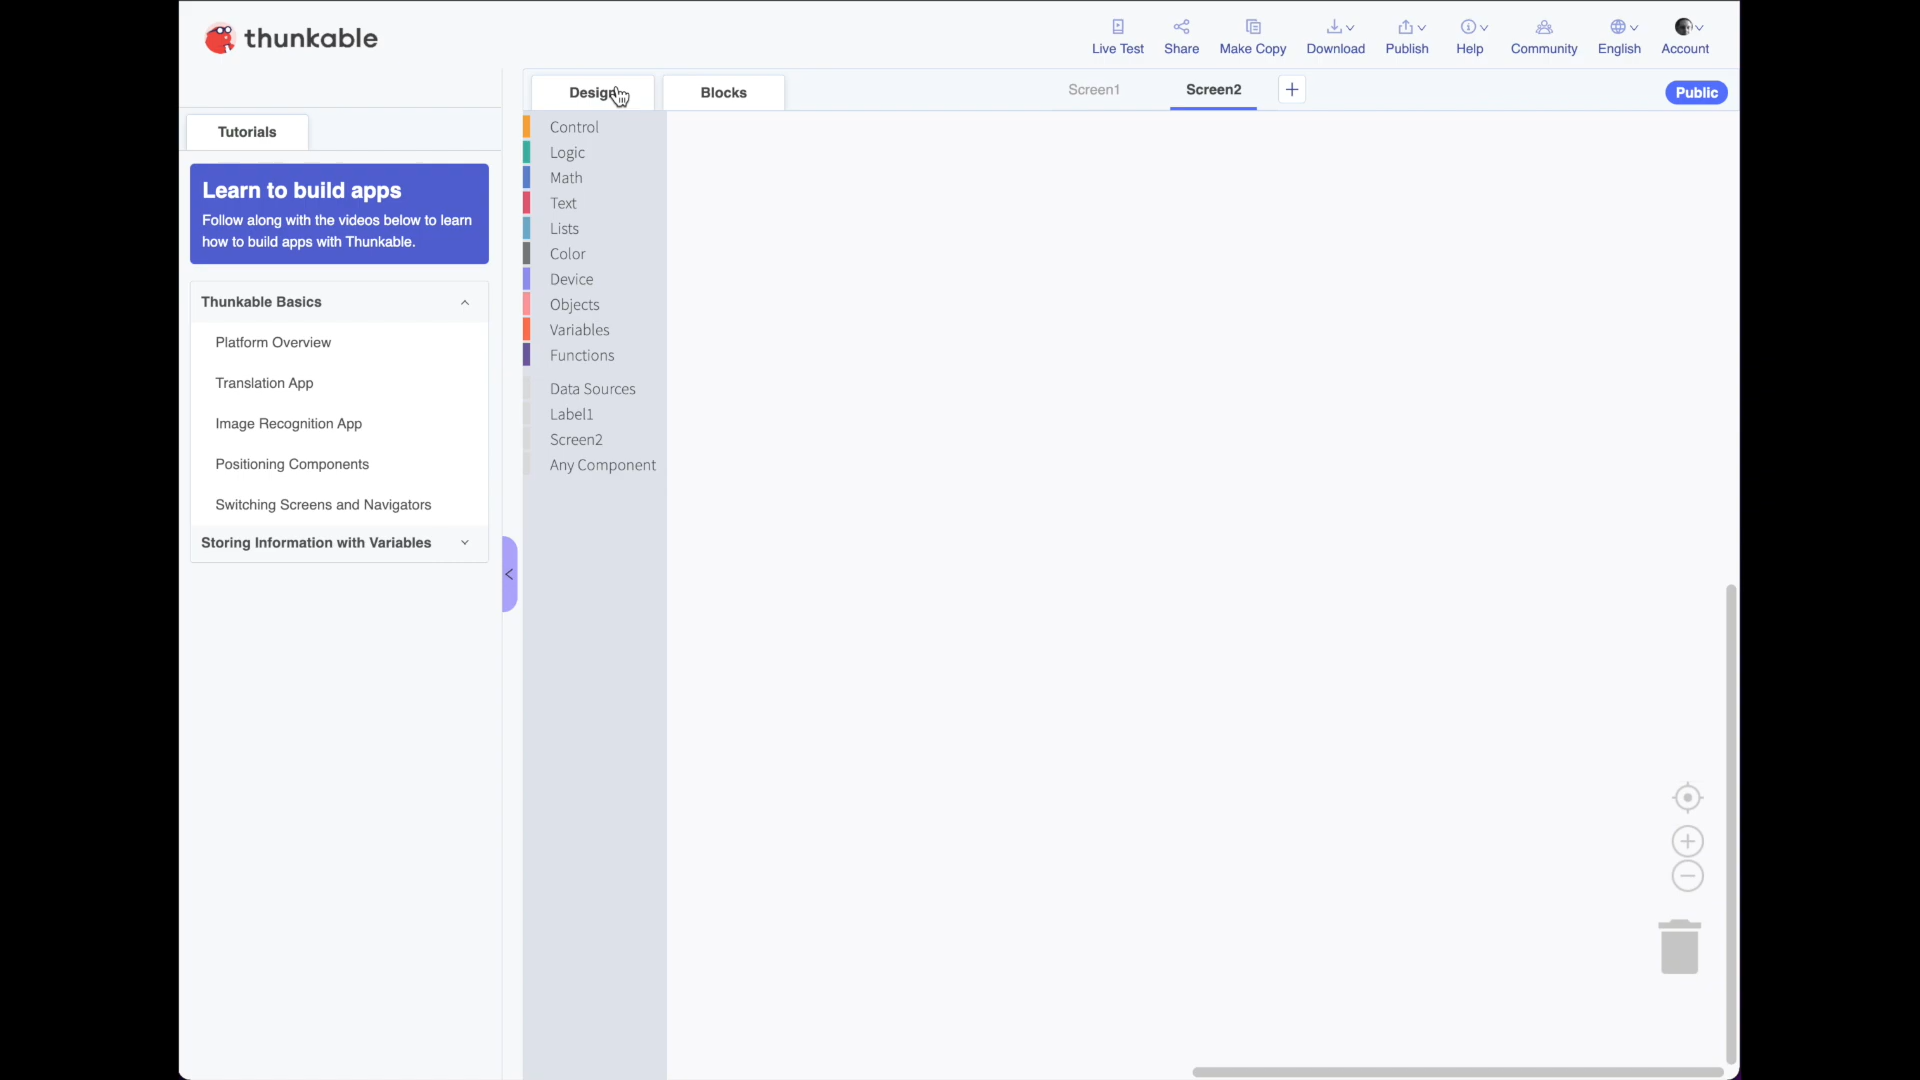 thunkable
Live Test
Share
Make Copy
Download
Publish
Help
Community
English
Account
Design
Blocks
Screen1
Screen2
Public
Tutorials
Learn to build apps
Follow along with the videos below to learn
how to build apps with Thunkable.
Thunkable Basics
Platform Overview
Translation App
Image Recognition App
Positioning Components
Switching Screens and Navigators
Storing Information with Variables
Control
Logic
Math
Text
Lists
Color
Device
Objects
Variables
Functions
Data Sources
Label1
Screen2
Any Component